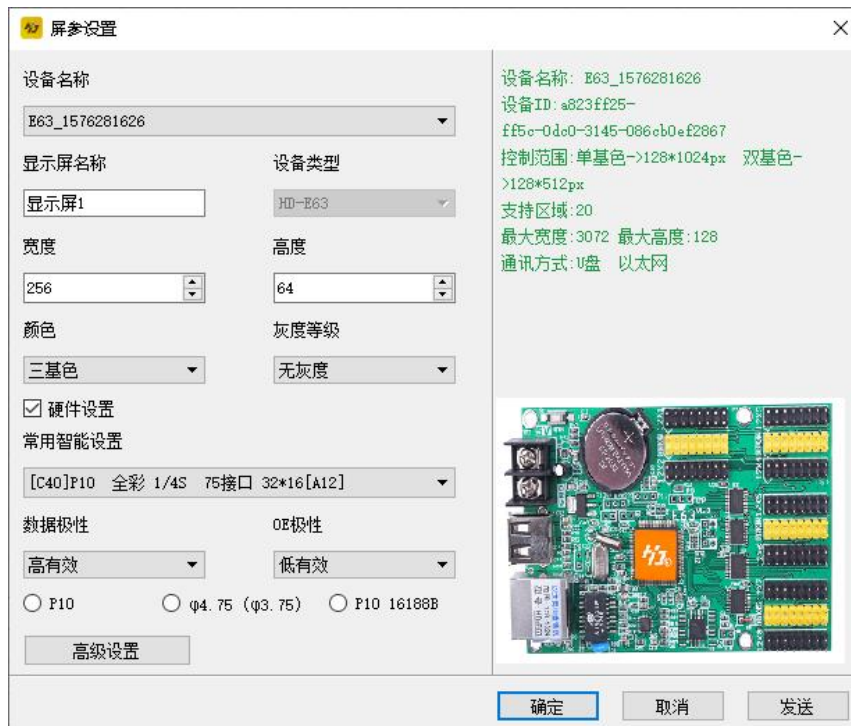 屏参设置
设备名称
E63_1576281626
显示屏名称 设备类型
显示屏1 HD-E63
宽度 高度
256 64
颜色 灰度等级
三基色 无灰度
硬件设置
常用智能设置
[C40]P10 全彩 1/4S 75接口 32*16[A12]
数据极性 OE极性
高有效 低有效
P10 φ4.75 (φ3.75) P10 16188B
高级设置
设备名称: E63_1576281626
设备ID:a823ff25-
ff5c-0dc0-3145-086cb0ef2867
控制范围:单基色->128*1024px 双基色-
>128*512px
支持区域:20
最大宽度:3072 最大高度:128
通讯方式:U盘 以太网
确定 取消 发送